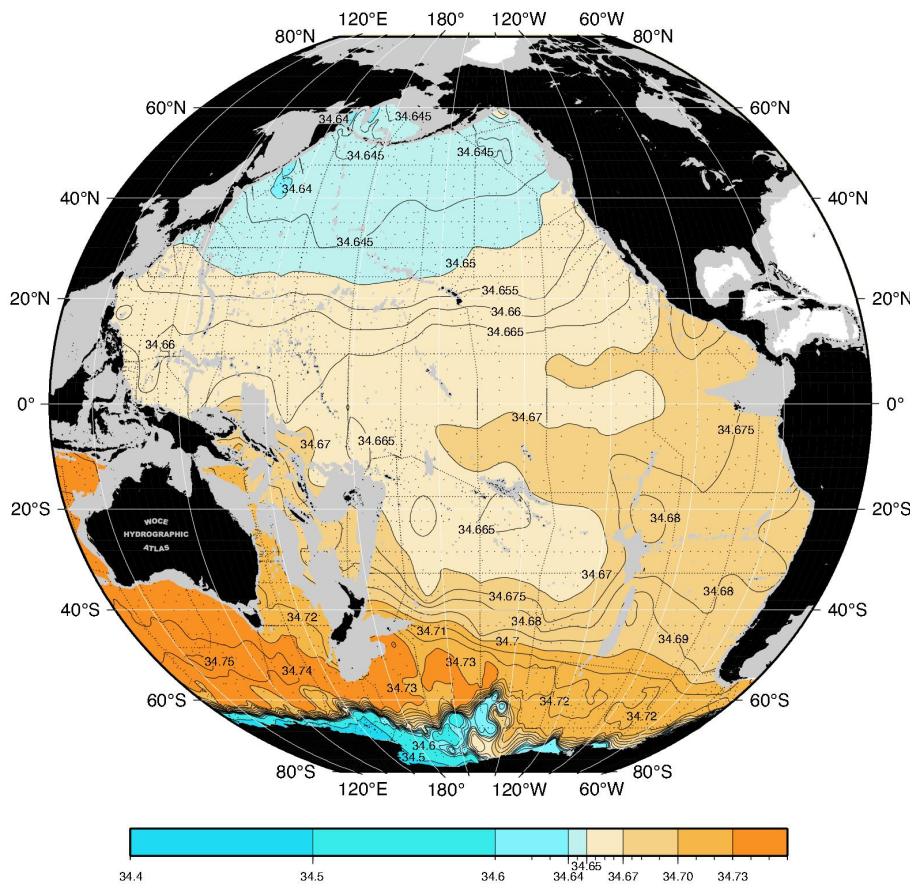 120°E 180° 120°W 60°W
80°N 80°N
60°N 60°N
34.64 34.645
34.645 34.645
40°N 34.64 40°N
34.645
34.65
20°N 34.655 20°N
34.66
34.665
34.66
0° 34.67 0°
34.67 34.665 34.675
20°S 34.68 20°S
WOCE
HYDROGRAPHIC
ATLAS
34.665
34.67
34.675 34.68
40°S 34.72 34.68 40°S
34.71 34.7 34.69
34.75 34.74 34.73
34.73
60°S 34.72 34.72 60°S
34.6
34.5
80°S 80°S
120°E 180° 120°W 60°W
34.65
34.4 34.5 34.6 34.64 34.67 34.70 34.73